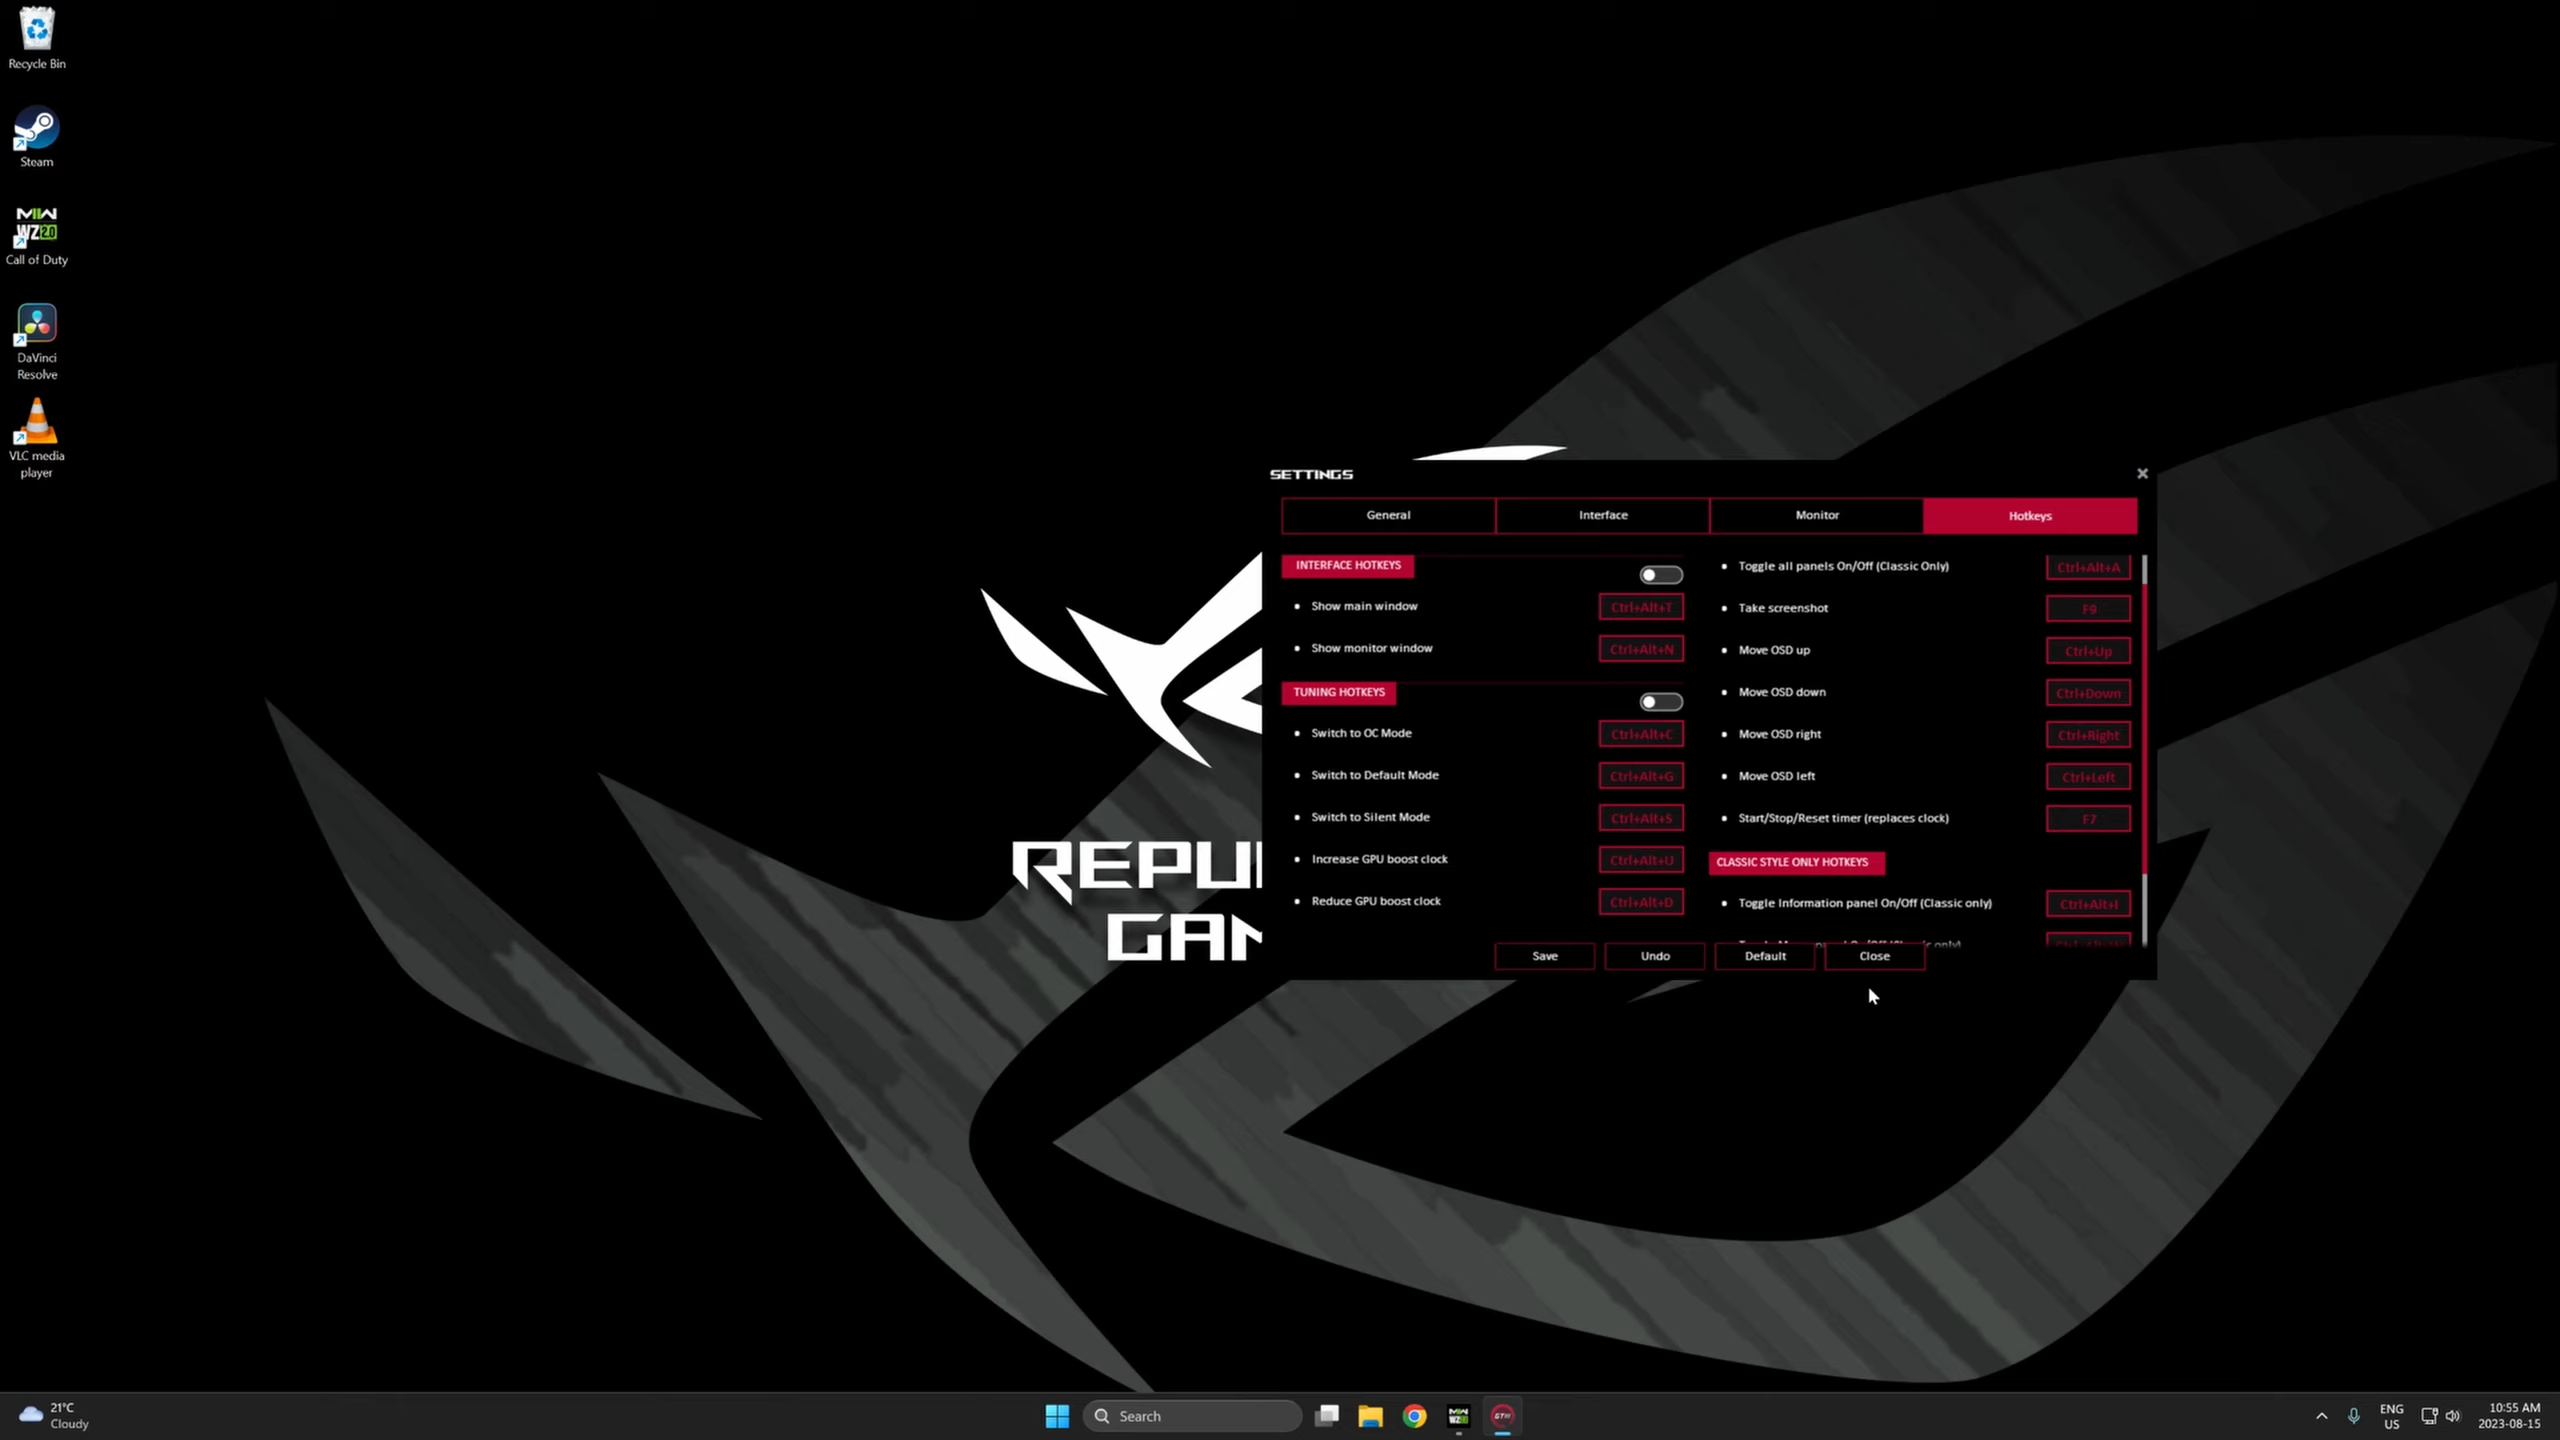 Recycle Bin
Steam
MW
WZ 2.0
Call of Duty
DaVinci
Resolve
VLC media
player
REPU
GAM
SETTINGS
General
Interface
Monitor
Hotkeys
INTERFACE HOTKEYS
Show main window
Ctrl+Alt+T
Show monitor window
Ctrl+Alt+N
TUNING HOTKEYS
Switch to OC Mode
Ctrl+Alt+C
Switch to Default Mode
Ctrl+Alt+G
Switch to Silent Mode
Ctrl+Alt+S
Increase GPU boost clock
Ctrl+Alt+U
Reduce GPU boost clock
Ctrl+Alt+D
Toggle all panels On/Off (Classic Only)
Ctrl+Alt+A
Take screenshot
F9
Move OSD up
Ctrl+Up
Move OSD down
Ctrl+Down
Move OSD right
Ctrl+Right
Move OSD left
Ctrl+Left
Start/Stop/Reset timer (replaces clock)
F7
CLASSIC STYLE ONLY HOTKEYS
Toggle Information panel On/Off (Classic only)
Ctrl+Alt+I
Save
Undo
Default
Close
21°C
Cloudy
Search
GTIII
ENG
US
10:55 AM
2023-08-15